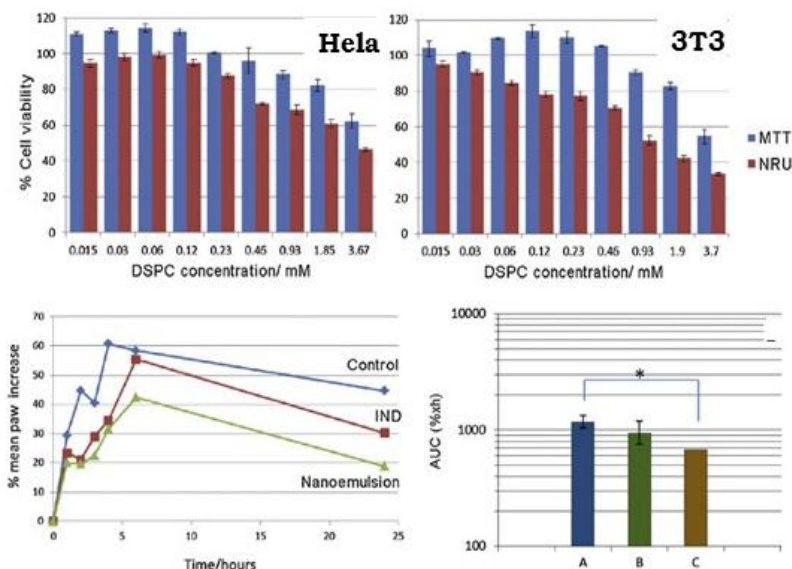 Hela
% Cell viability
120
100
80
60
40
20
0
0.015 0.03 0.06 0.12 0.23 0.46 0.93 1.85 3.67
DSPC concentration/ mM
3T3
120
100
80
60
40
20
0
0.015 0.03 0.06 0.12 0.23 0.46 0.93 1.9 3.7
DSPC concentration/ mM
MTT
NRU
% mean paw increase
70
60
50
40
30
20
10
0
Control
IND
Nanoemulsion
0 5 10 15 20 25
Time/hours
AUC (%xh)
10000
1000
100
*
A B C